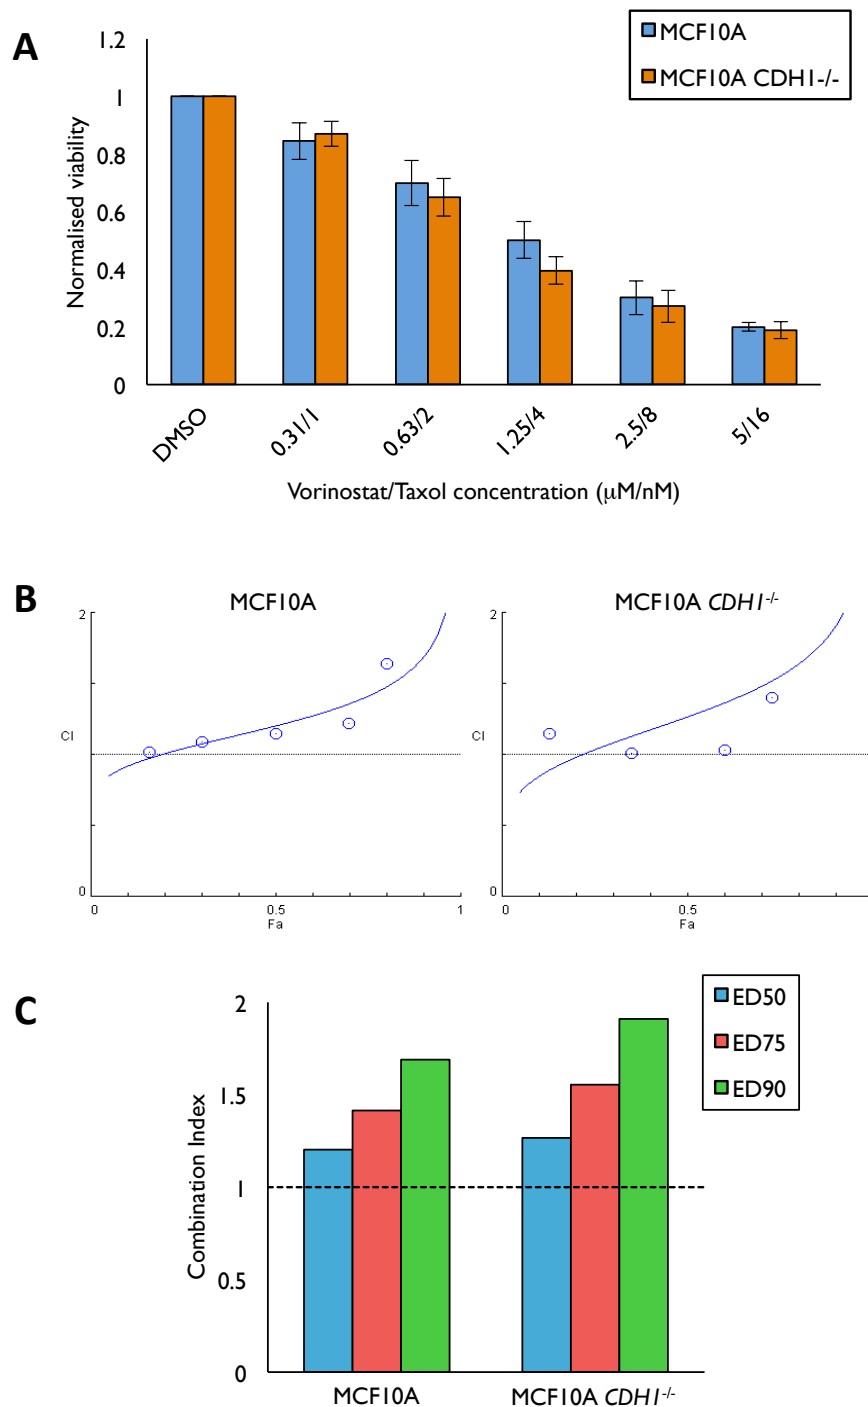 A
1.2
1
0.8
0.6
0.4
0.2
0
Normalised viability
MCF10A
MCF10A CDH1-/-
DMSO
0.31/1
0.63/2
1.25/4
2.5/8
5/16
Vorinostat/Taxol concentration (μM/nM)
B
MCF10A
2
CI
0
0
0.5
1
Fa
MCF10A CDH1-/-
2
CI
0
0
0.5
Fa
C
2
1.5
1
0.5
0
Combination Index
ED50
ED75
ED90
MCF10A
MCF10A CDH1-/-